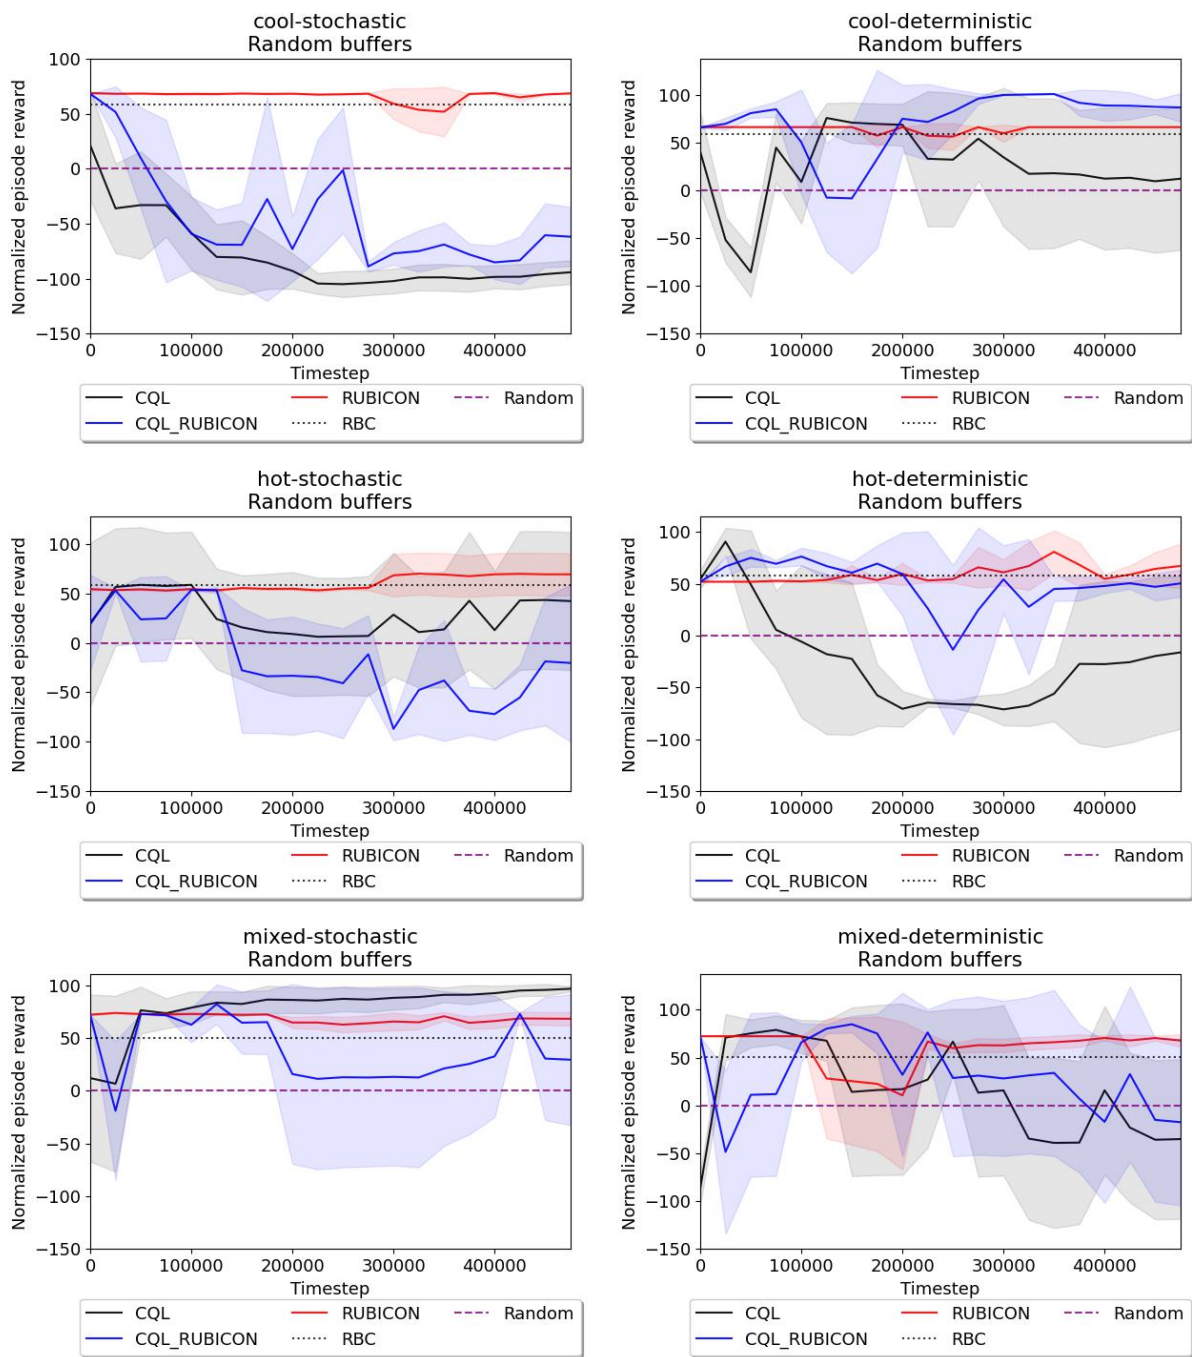 cool-stochastic
Random buffers
Normalized episode reward
100
50
0
−50
−100
−150
0 100000 200000 300000 400000
Timestep
CQL RUBICON Random
CQL_RUBICON RBC
cool-deterministic
Random buffers
Normalized episode reward
100
50
0
−50
−100
−150
0 100000 200000 300000 400000
Timestep
CQL RUBICON Random
CQL_RUBICON RBC
hot-stochastic
Random buffers
Normalized episode reward
100
50
0
−50
−100
−150
0 100000 200000 300000 400000
Timestep
CQL RUBICON Random
CQL_RUBICON RBC
hot-deterministic
Random buffers
Normalized episode reward
100
50
0
−50
−100
−150
0 100000 200000 300000 400000
Timestep
CQL RUBICON Random
CQL_RUBICON RBC
mixed-stochastic
Random buffers
Normalized episode reward
100
50
0
−50
−100
−150
0 100000 200000 300000 400000
Timestep
CQL RUBICON Random
CQL_RUBICON RBC
mixed-deterministic
Random buffers
Normalized episode reward
100
50
0
−50
−100
−150
0 100000 200000 300000 400000
Timestep
CQL RUBICON Random
CQL_RUBICON RBC